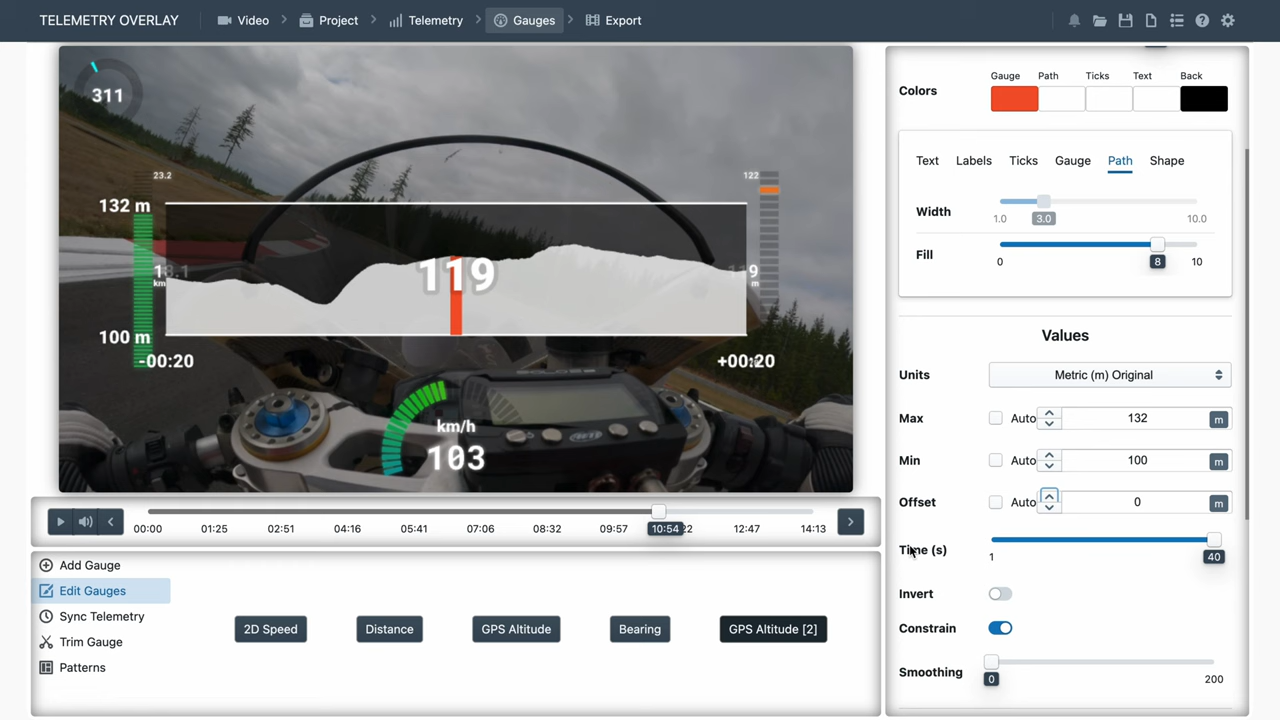 TELEMETRY OVERLAY
Video
Project
Telemetry
Gauges
Export
311
23.2
122
132 m
119
100 m
-00:20
+00:20
km/h
103
km
m
00:00
01:25
02:51
04:16
05:41
07:06
08:32
09:57
10:54
12:47
14:13
Add Gauge
Edit Gauges
Sync Telemetry
Trim Gauge
Patterns
2D Speed
Distance
GPS Altitude
Bearing
GPS Altitude [2]
Colors
Gauge Path Ticks Text Back
Text Labels Ticks Gauge Path Shape
Width
1.0 3.0 10.0
Fill
0 8 10
Values
Units Metric (m) Original
Max Auto 132 m
Min Auto 100 m
Offset Auto 0 m
Time (s)
1 40
Invert
Constrain
Smoothing
0 200